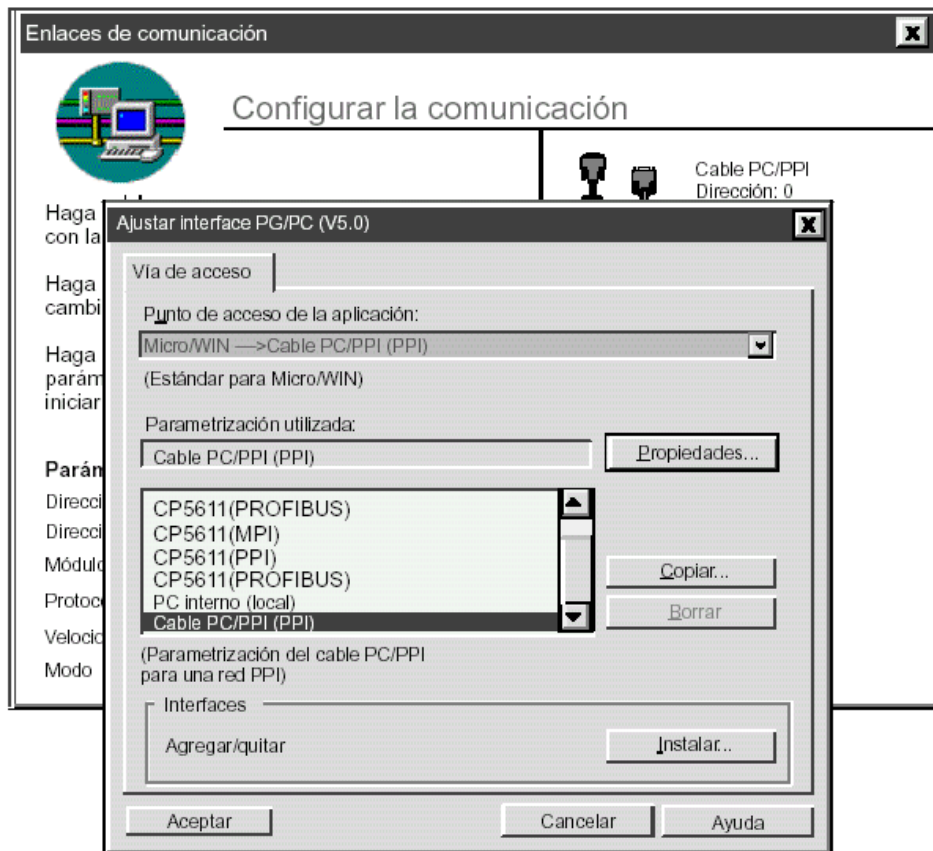 Enlaces de comunicación
Configurar la comunicación
Cable PC/PPI
Dirección: 0
Haga
con la
Haga
cambi
Haga
parám
iniciar
Parám
Direcci
Direcci
Módulo
Protoco
Velocid
Modo
Ajustar interface PG/PC (V5.0)
Vía de acceso
Punto de acceso de la aplicación:
Micro/WIN —>Cable PC/PPI (PPI)
(Estándar para Micro/WIN)
Parametrización utilizada:
Cable PC/PPI (PPI)
Propiedades...
CP5611(PROFIBUS)
CP5611(MPI)
CP5611(PPI)
CP5611(PROFIBUS)
PC interno (local)
Cable PC/PPI (PPI)
Copiar...
Borrar
(Parametrización del cable PC/PPI
para una red PPI)
Interfaces
Agregar/quitar
Instalar...
Aceptar
Cancelar
Ayuda